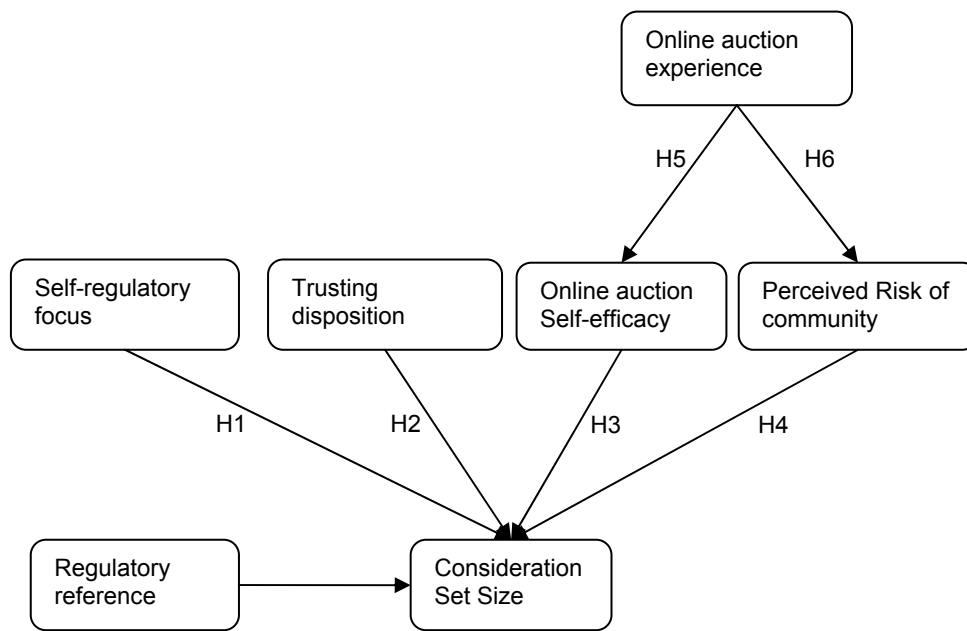 Online auction
experience
H5
H6
Self-regulatory
focus
Trusting
disposition
Online auction
Self-efficacy
Perceived Risk of
community
H1
H2
H3
H4
Regulatory
reference
Consideration
Set Size